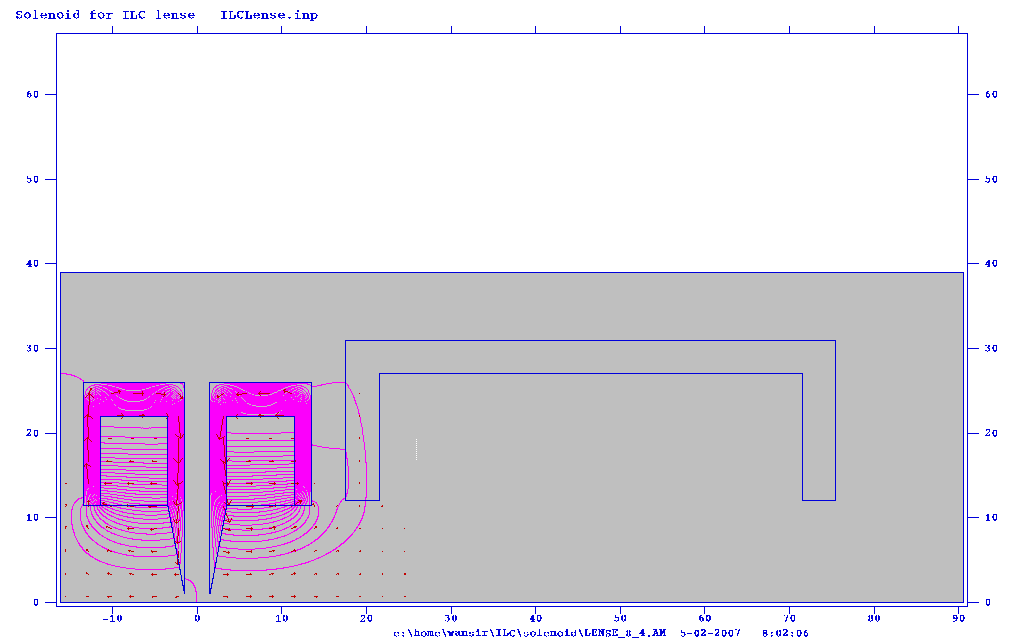 Solenoid for ILC lense   ILCLense.inp
60 60
50 50
40 40
30 30
20 20
10 10
0 0
-10 0 10 20 30 40 50 60 70 80 90
c:\home\wansir\ILC\solenoid\LENSE_8_4.AM  5-02-2007   8:02:06